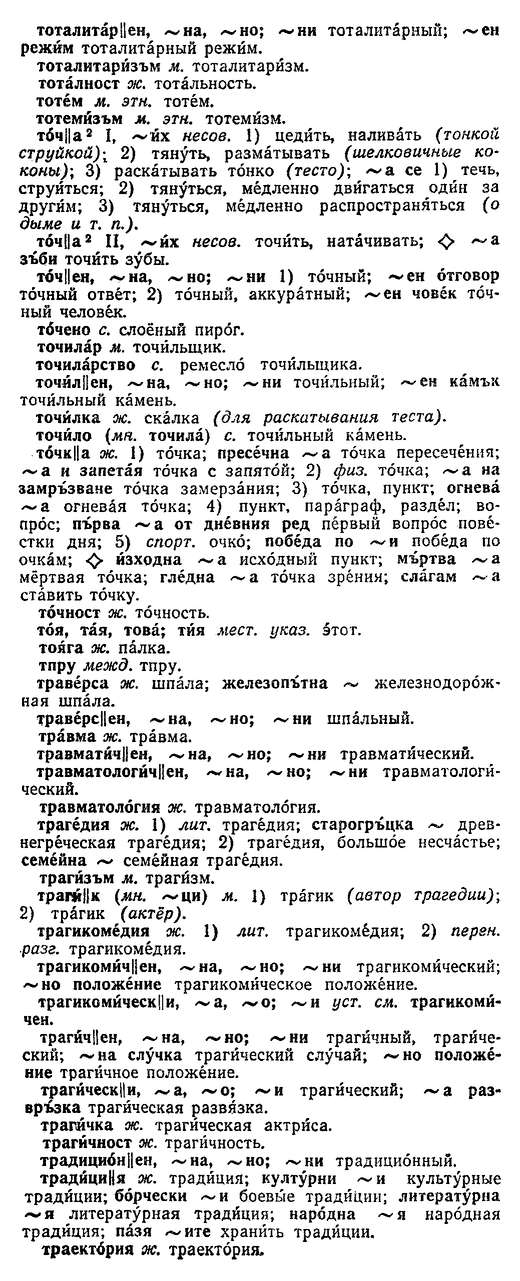 тоталита́р||ен, ~на, ~но; ~ни тоталита́рный; ~ен
режи́м тоталита́рный режи́м.
тоталитари́зъм м. тоталитари́зм.
тота́лност ж. тота́льность.
тоте́м м. этн. тоте́м.
тотеми́зъм м. этн. тотеми́зм.
то́ч||а² I, ~их несов. 1) цеди́ть, налива́ть (тонкой
струйкой); 2) тяну́ть, разма́тывать (шелковичные ко-
коны); 3) раска́тывать то́нко (тесто); ~а се 1) течь,
струи́ться; 2) тяну́ться, ме́дленно дви́гаться оди́н за
други́м; 3) тяну́ться, ме́дленно распространя́ться (о
дыме и т. п.).
то́ч||а² II, ~их несов. точи́ть, ната́чивать; ◇ ~а
зъ́би точи́ть зу́бы.
то́ч||ен, ~на, ~но; ~ни 1) то́чный; ~ен о́тговор
то́чный отве́т; 2) то́чный, аккура́тный; ~ен чове́к то́ч-
ный челове́к.
то́чено с. слоёный пиро́г.
точила́р м. точи́льщик.
точила́рство с. ремесло́ точи́льщика.
точи́л||ен, ~на, ~но; ~ни точи́льный; ~ен ка́мък
точи́льный ка́мень.
точи́лка ж. ска́лка (для раскатывания теста).
точи́ло (мн. точила́) с. точи́льный ка́мень.
то́чк||а ж. 1) то́чка; пресе́чна ~а то́чка пересече́ния;
~а и запета́я то́чка с запято́й; 2) физ. то́чка; ~а на
замръ́зване то́чка замерза́ния; 3) то́чка, пункт; огнева́
~а огнева́я то́чка; 4) пункт, пара́граф, разде́л; во-
про́с; пъ́рва ~а от дне́вния ред пе́рвый вопро́с пове́-
стки дня; 5) спорт. очко́; побе́да по ~и побе́да по
очка́м; ◇ и́зходна ~а исхо́дный пункт; мъ́ртва ~а
мёртвая то́чка; гле́дна ~а то́чка зре́ния; сла́гам ~а
ста́вить то́чку.
то́чност ж. то́чность.
то́я, та́я, това́; ти́я мест. указ. э́тот.
тоя́га ж. па́лка.
тпру межд. тпру.
траве́рса ж. шпа́ла; железопъ́тна ~ железнодоро́ж-
ная шпа́ла.
траве́рс||ен, ~на, ~но; ~ни шпа́льный.
тра́вма ж. тра́вма.
травмати́ч||ен, ~на, ~но; ~ни травмати́ческий.
травматологи́ч||ен, ~на, ~но; ~ни травматологи́-
ческий.
травматоло́гия ж. травматоло́гия.
траге́дия ж. 1) лит. траге́дия; старогръ́цка ~ древ-
негре́ческая траге́дия; 2) траге́дия, большо́е несча́стье;
семе́йна ~ семе́йная траге́дия.
траги́зъм м. траги́зм.
траги́||к (мн. ~ци) м. 1) тра́гик (автор трагедии);
2) тра́гик (актёр).
трагикоме́дия ж. 1) лит. трагикоме́дия; 2) перен.
разг. трагикоме́дия.
трагикоми́ч||ен, ~на, ~но; ~ни трагикоми́ческий;
~но положе́ние трагикоми́ческое положе́ние.
трагикоми́ческ||и, ~а, ~о; ~и уст. см. трагикоми́-
чен.
траги́ч||ен, ~на, ~но; ~ни траги́чный, траги́че-
ский; ~на слу́чка траги́ческий слу́чай; ~но положе́-
ние траги́чное положе́ние.
траги́ческ||и, ~а, ~о; ~и траги́ческий; ~а раз-
връ́зка траги́ческая развя́зка.
траги́чка ж. траги́ческая актри́са.
траги́чност ж. траги́чность.
традицио́н||ен, ~на, ~но; ~ни традицио́нный.
тради́ци||я ж. тради́ция; култу́рни ~и культу́рные
тради́ции; бо́рчески ~и боевы́е тради́ции; литерату́рна
~я литерату́рная тради́ция; наро́дна ~я наро́дная
тради́ция; па́зя ~ите храни́ть тради́ции.
траекто́рия ж. траекто́рия.